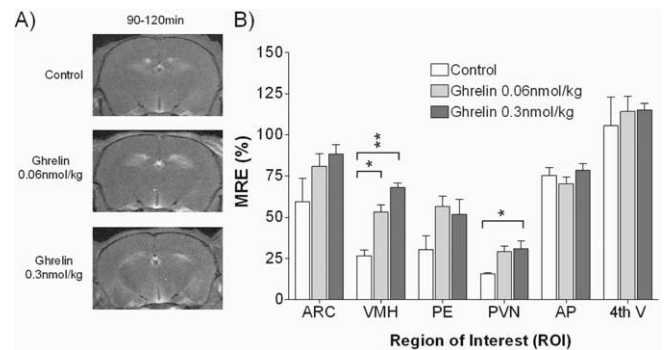 A)
90-120min
Control
Ghrelin
0.06nmol/kg
Ghrelin
0.3nmol/kg
B)
MRE (%)
150
125
100
75
50
25
0
Control
Ghrelin 0.06nmol/kg
Ghrelin 0.3nmol/kg
**
*
*
ARC VMH PE PVN AP 4th V
Region of Interest (ROI)